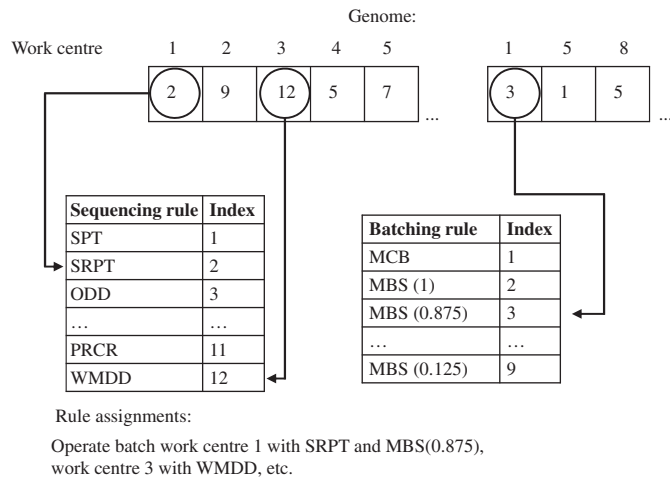 Genome:
Work centre 1 2 3 4 5 1 5 8
2 9 12 5 7 ... 3 1 5 ...
Sequencing rule Index
SPT 1
SRPT 2
ODD 3
… …
PRCR 11
WMDD 12
Batching rule Index
MCB 1
MBS (1) 2
MBS (0.875) 3
… …
MBS (0.125) 9
Rule assignments:
Operate batch work centre 1 with SRPT and MBS(0.875),
work centre 3 with WMDD, etc.